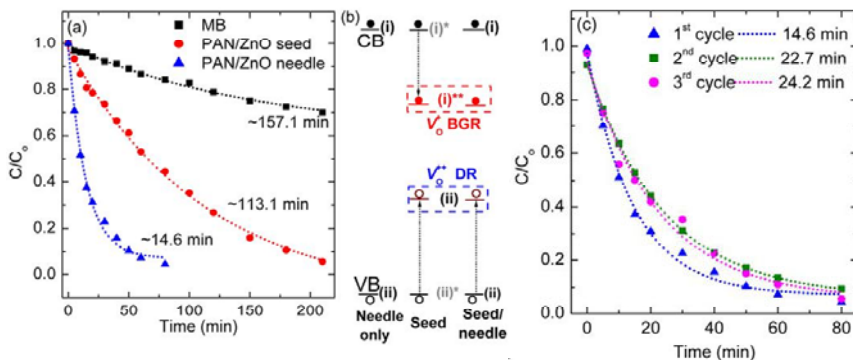 (a)
MB
PAN/ZnO seed
PAN/ZnO needle
~157.1 min
~113.1 min
~14.6 min
C/C₀
1.0
0.8
0.6
0.4
0.2
0.0
0 50 100 150 200
Time (min)
(b)
(i) (i)* (i)
CB
(i)**
V_O^+ BGR
V_O^++ DR
(ii)
VB
(ii) (ii)* (ii)
Needle only
Seed
Seed/
needle
(c)
1st cycle 14.6 min
2nd cycle 22.7 min
3rd cycle 24.2 min
C/C₀
1.0
0.8
0.6
0.4
0.2
0.0
0 20 40 60 80
Time (min)